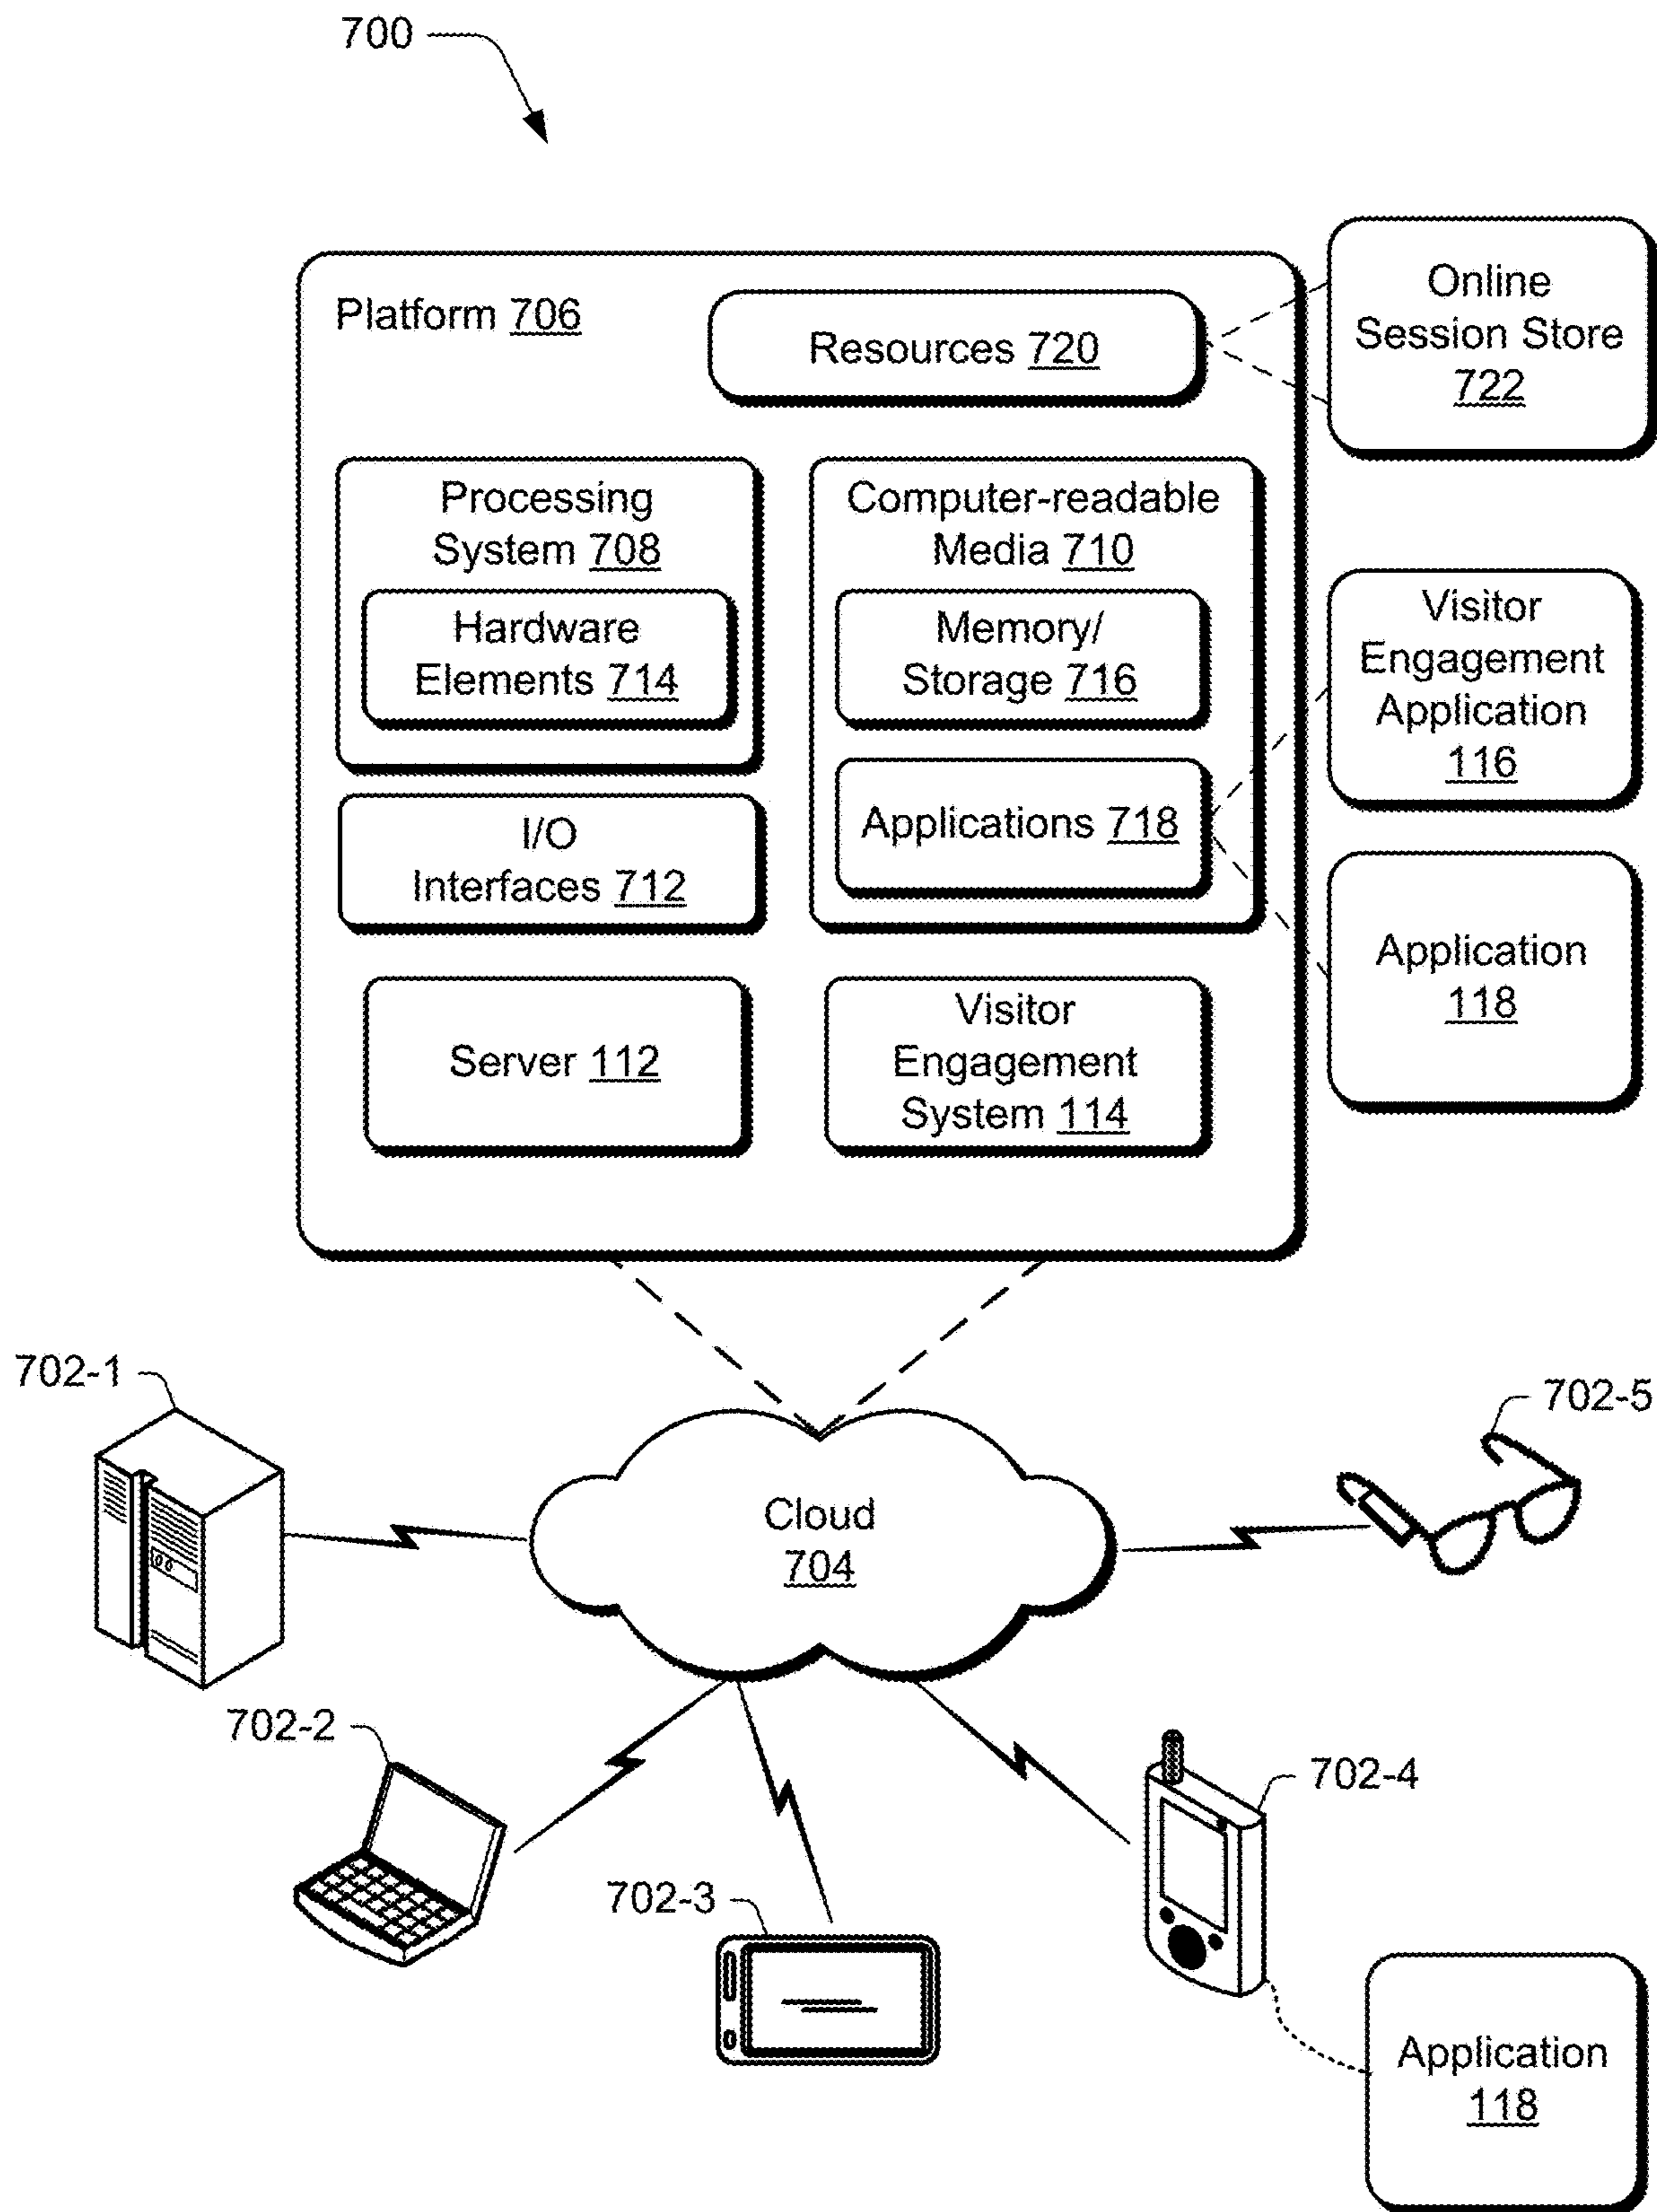 700
Platform 706
Resources 720
Online
Session Store
722
Processing
System 708
Hardware
Elements 714
Computer-readable
Media 710
Memory/
Storage 716
Applications 718
Visitor
Engagement
Application
116
I/O
Interfaces 712
Application
118
Server 112
Visitor
Engagement
System 114
702-1
702-5
Cloud
704
702-2
702-4
702-3
Application
118